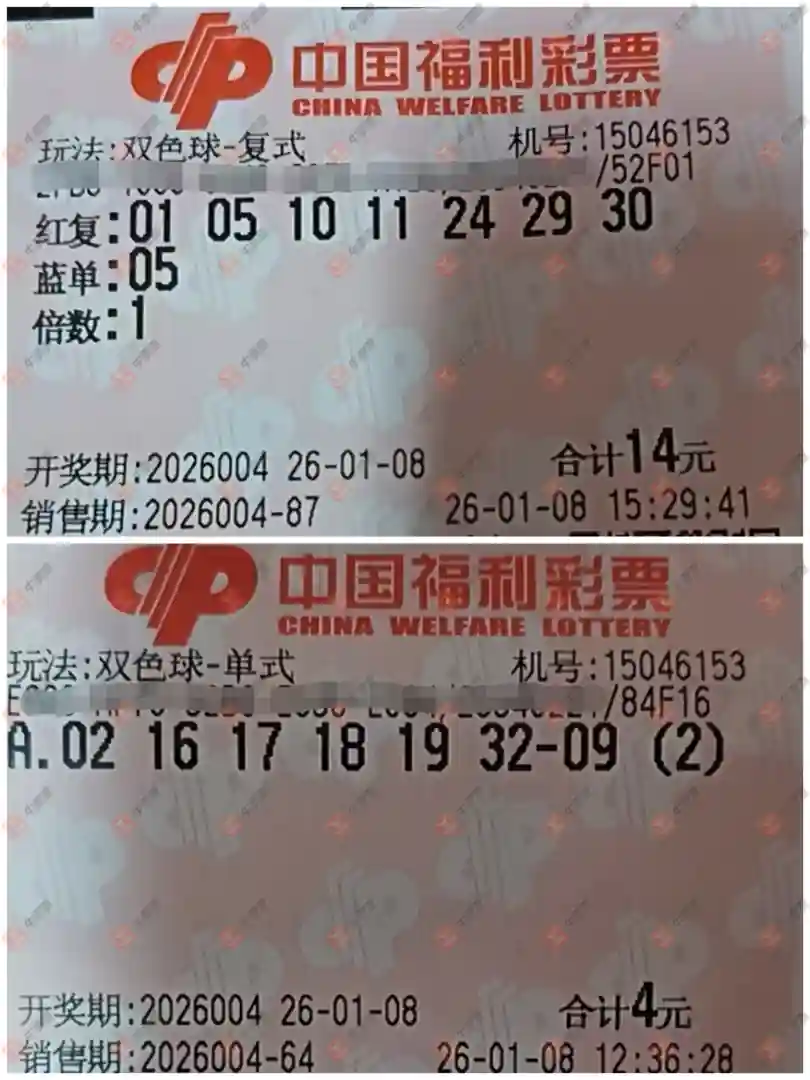 中国福利彩票
CHINA WELFARE LOTTERY
玩法:双色球-复式 机号:15046153
/52F01
红复:01 05 10 11 24 29 30
蓝单:05
倍数:1
开奖期:2026004 26-01-08 合计14元
销售期:2026004-87 26-01-08 15:29:41
中国福利彩票
CHINA WELFARE LOTTERY
玩法:双色球-单式 机号:15046153
/84F16
A.02 16 17 18 19 32-09 (2)
开奖期:2026004 26-01-08 合计4元
销售期:2026004-64 26-01-08 12:36:28